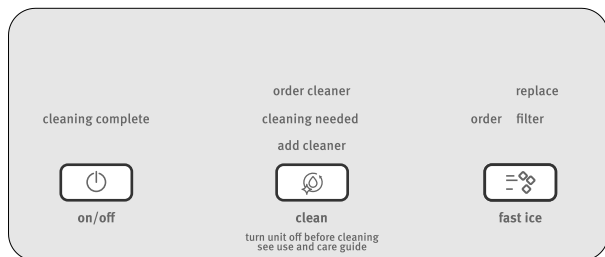 order cleaner
replace
cleaning complete
cleaning needed
order filter
add cleaner
on/off
clean
fast ice
turn unit off before cleaning
see use and care guide